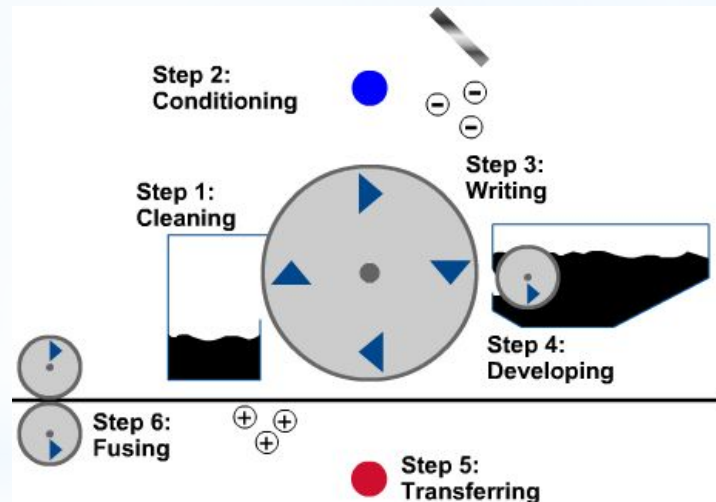 Step 1:
Cleaning
Step 2:
Conditioning
Step 3:
Writing
Step 4:
Developing
Step 5:
Transferring
Step 6:
Fusing